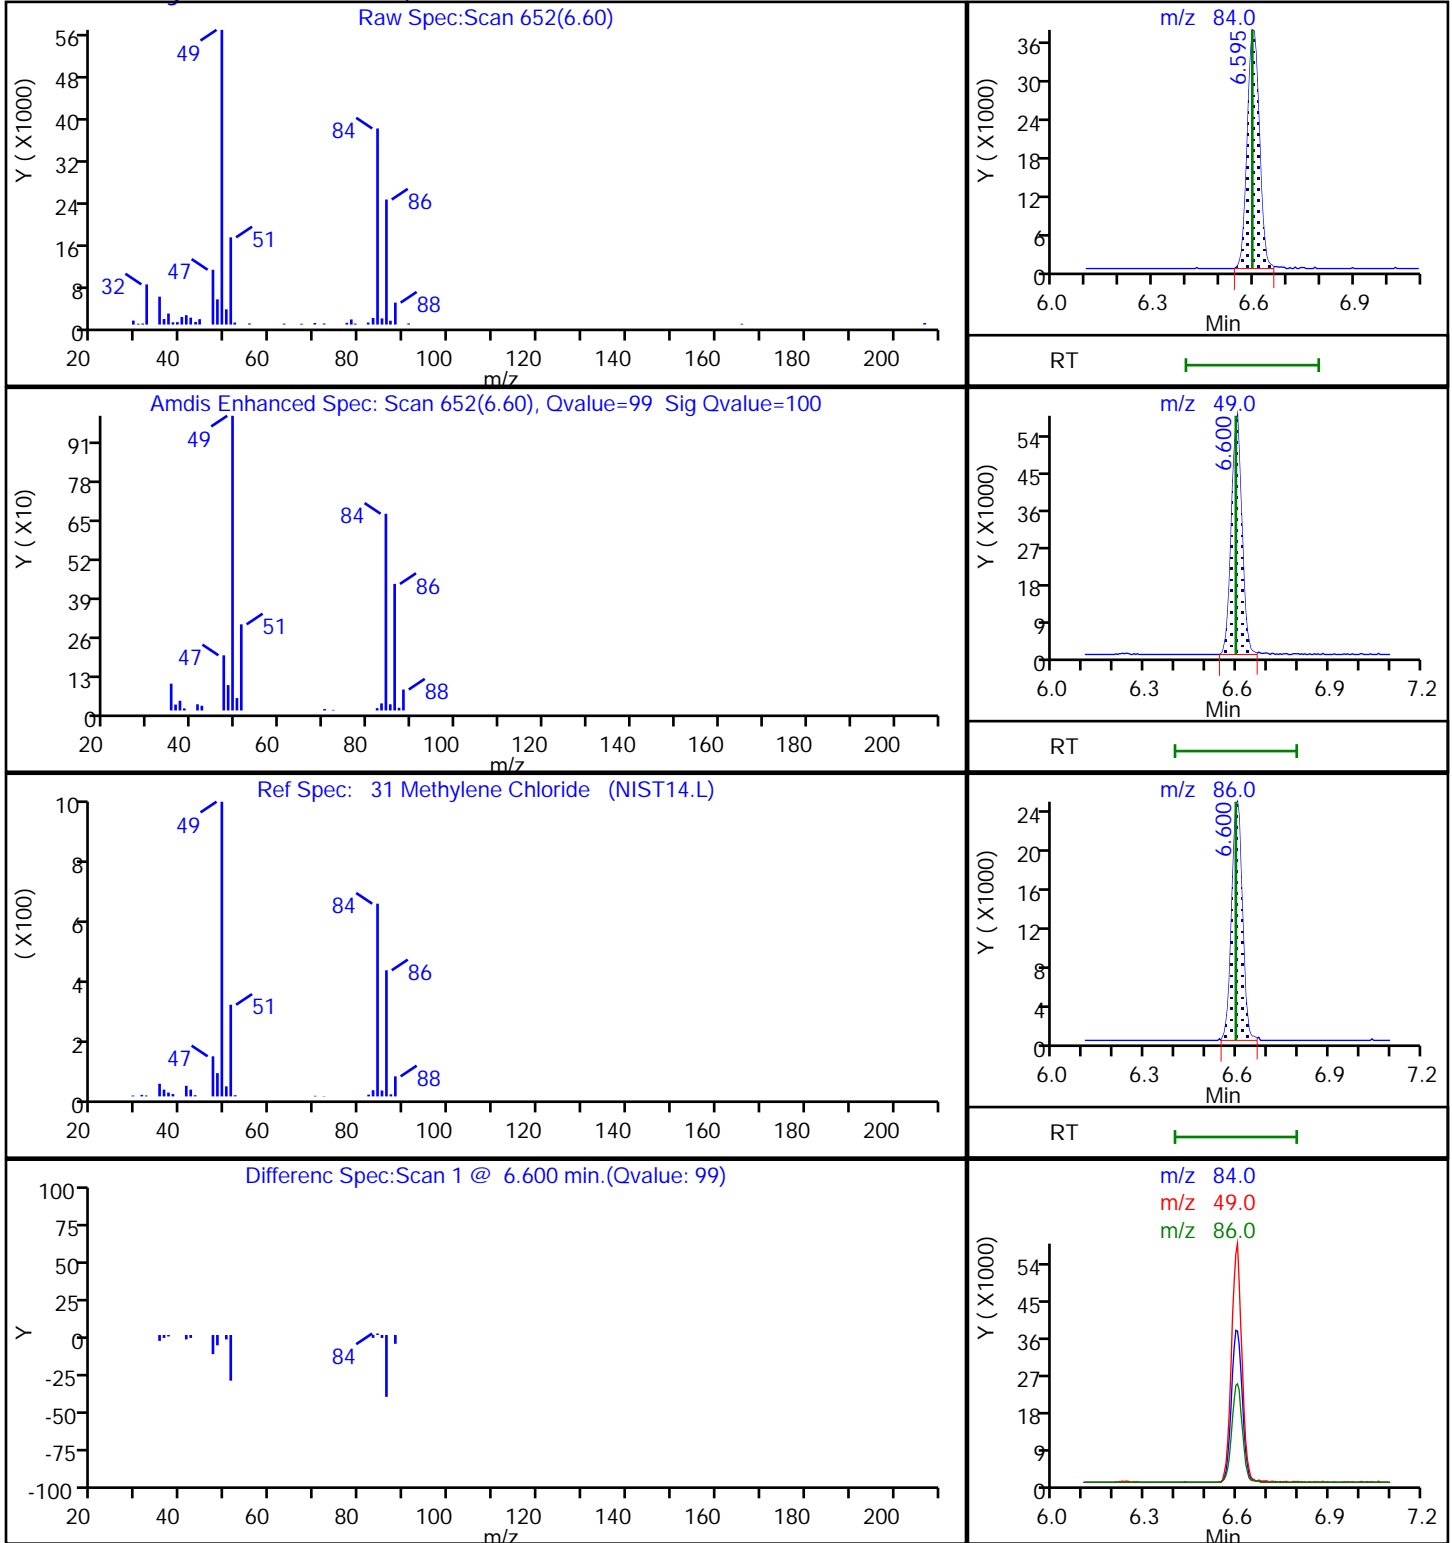 Raw Spec:Scan 652(6.60)
Y ( X1000)
56
48
40
32
24
16
8
0
49
84
86
51
47
32
88
20 40 60 80 100 120 140 160 180 200
m/z
m/z 84.0
Y ( X1000)
36
30
24
18
12
6
0
6.595
6.0 6.3 6.6 6.9
Min
RT
Amdis Enhanced Spec: Scan 652(6.60), Qvalue=99 Sig Qvalue=100
Y ( X10)
91
78
65
52
39
26
13
0
49
84
86
51
47
88
20 40 60 80 100 120 140 160 180 200
m/z
m/z 49.0
Y ( X1000)
54
45
36
27
18
9
0
6.600
6.0 6.3 6.6 6.9 7.2
Min
RT
Ref Spec: 31 Methylene Chloride (NIST14.L)
( X100)
10
8
6
4
2
0
49
84
86
51
47
88
20 40 60 80 100 120 140 160 180 200
m/z 86.0
Y ( X1000)
24
20
16
12
8
4
0
6.600
6.0 6.3 6.6 6.9 7.2
Min
RT
Differenc Spec:Scan 1 @ 6.600 min.(Qvalue: 99)
Y
100
75
50
25
0
-25
-50
-75
-100
84
20 40 60 80 100 120 140 160 180 200
m/z
m/z 84.0
m/z 49.0
m/z 86.0
Y ( X1000)
54
45
36
27
18
9
0
6.0 6.3 6.6 6.9 7.2
Min